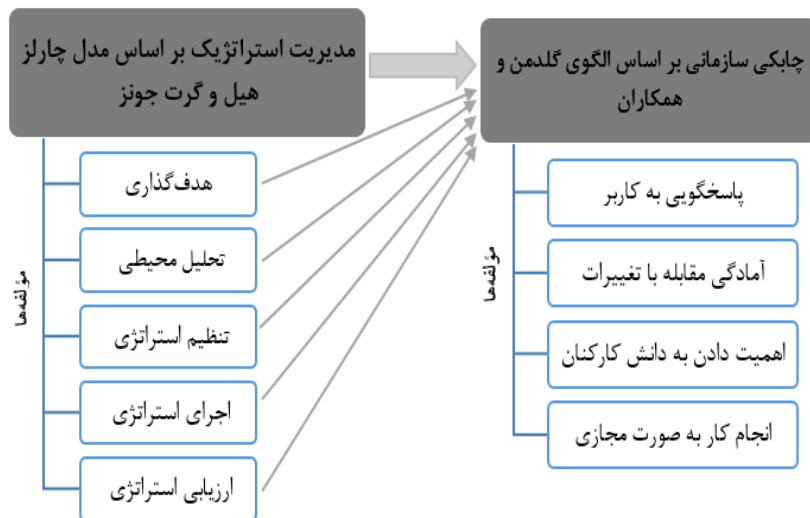 مدیریت استراتژیک بر اساس مدل چارلز
هیل و گرت جونز
مؤلفه‌ها
هدف‌گذاری
تحلیل محیطی
تنظیم استراتژی
اجرای استراتژی
ارزیابی استراتژی
چابکی سازمانی بر اساس الگوی گلدمن و
همکاران
مؤلفه‌ها
پاسخگویی به کاربر
آمادگی مقابله با تغییرات
اهمیت دادن به دانش کارکنان
انجام کار به صورت مجازی